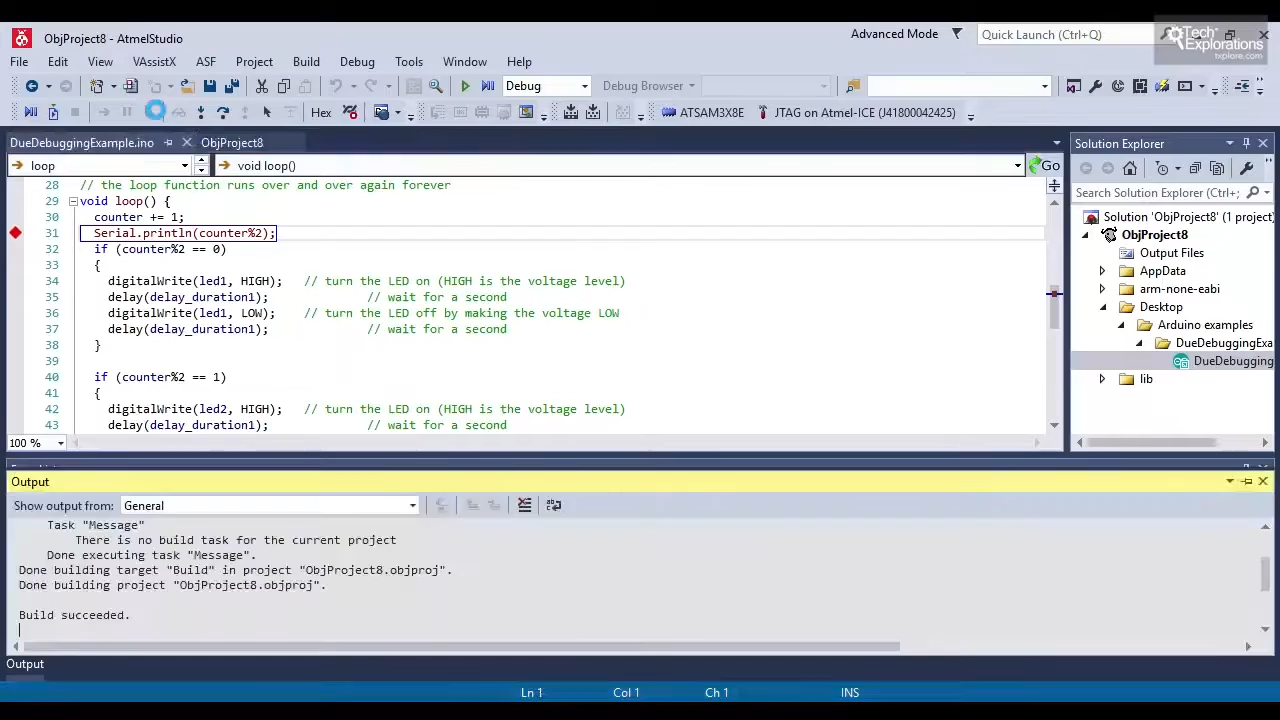 ObjProject8 - AtmelStudio
Advanced Mode
Quick Launch (Ctrl+Q)
Tech Explorations
txplore.com
File Edit View VAssistX ASF Project Build Debug Tools Window Help
Debug
Debug Browser
Hex
ATSAM3X8E
JTAG on Atmel-ICE (J41800042425)
DueDebuggingExample.ino
ObjProject8
loop
void loop()
Go
28 // the loop function runs over and over again forever
29 void loop() {
30 counter += 1;
31 Serial.println(counter%2);
32 if (counter%2 == 0)
33 {
34 digitalWrite(led1, HIGH); // turn the LED on (HIGH is the voltage level)
35 delay(delay_duration1); // wait for a second
36 digitalWrite(led1, LOW); // turn the LED off by making the voltage LOW
37 delay(delay_duration1); // wait for a second
38 }
39
40 if (counter%2 == 1)
41 {
42 digitalWrite(led2, HIGH); // turn the LED on (HIGH is the voltage level)
43 delay(delay_duration1); // wait for a second
100 %
Solution Explorer
Search Solution Explorer (Ctrl+;
Solution 'ObjProject8' (1 project)
ObjProject8
Output Files
AppData
arm-none-eabi
Desktop
Arduino examples
DueDebuggingExa
DueDebugging
lib
Output
Show output from: General
Task "Message"
There is no build task for the current project
Done executing task "Message".
Done building target "Build" in project "ObjProject8.objproj".
Done building project "ObjProject8.objproj".
Build succeeded.
Output
Ln 1 Col 1 Ch 1 INS